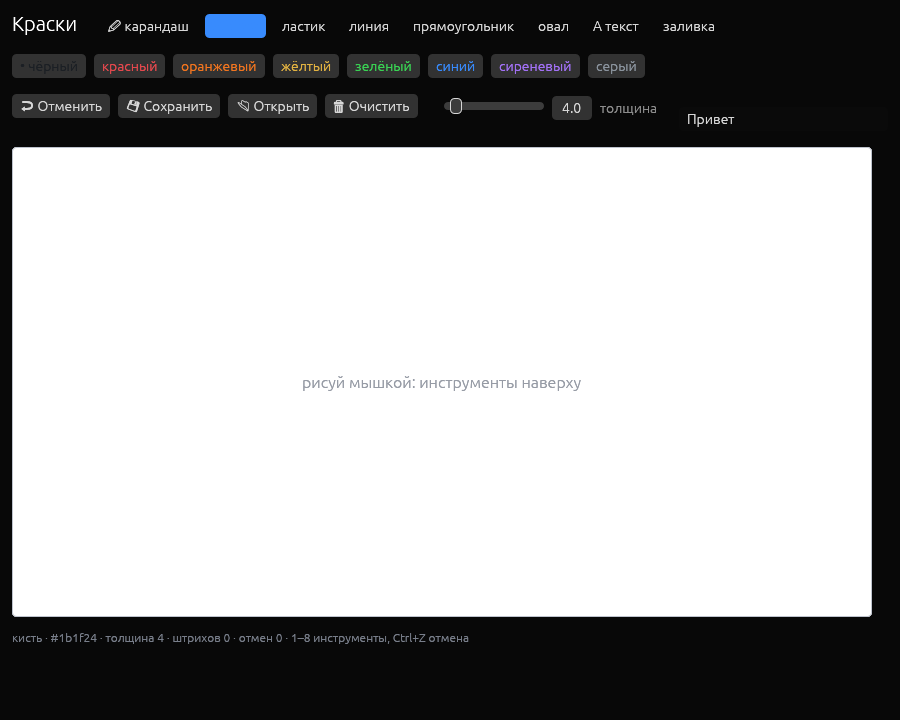 Краски карандаш ластик линия прямоугольник овал А текст заливка
• чёрный красный оранжевый жёлтый зелёный синий сиреневый серый
Отменить Сохранить Открыть Очистить 4.0 толщина
Привет
рисуй мышкой: инструменты наверху
кисть · #1b1f24 · толщина 4 · штрихов 0 · отмен 0 · 1–8 инструменты, Ctrl+Z отмена